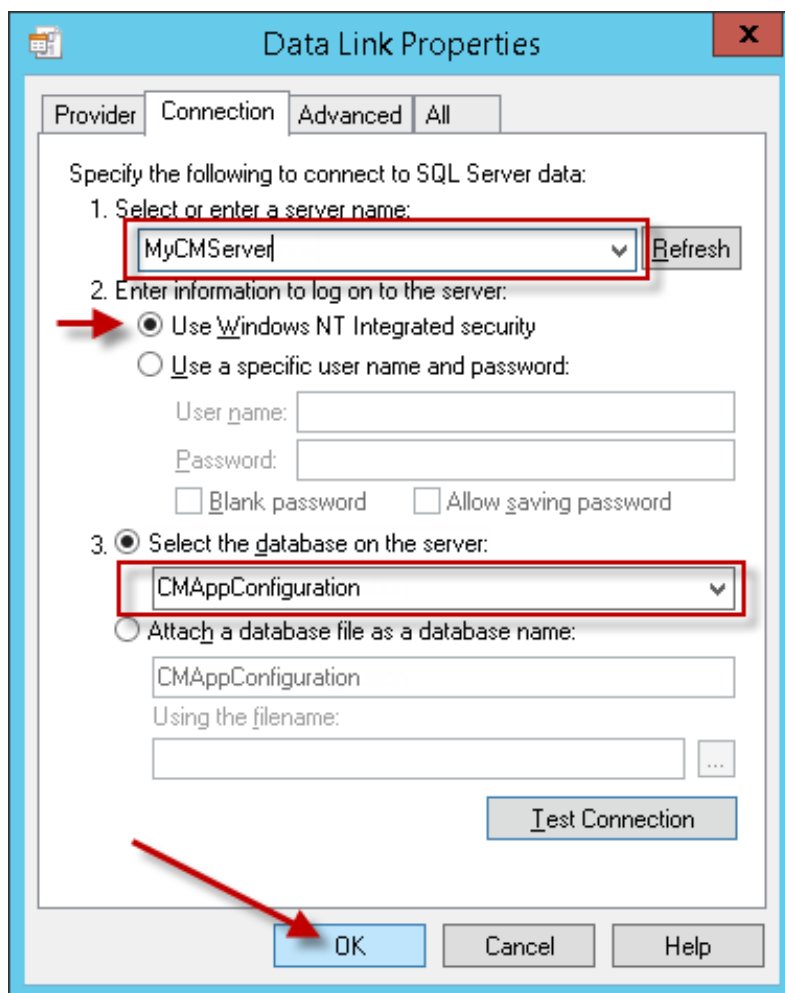 Data Link Properties
x
Provider Connection Advanced All
Specify the following to connect to SQL Server data:
1. Select or enter a server name:
MyCMServer Refresh
2. Enter information to log on to the server:
Use Windows NT Integrated security
Use a specific user name and password:
User name:
Password:
Blank password Allow saving password
3. Select the database on the server:
CMAppConfiguration
Attach a database file as a database name:
CMAppConfiguration
Using the filename:
...
Test Connection
OK Cancel Help